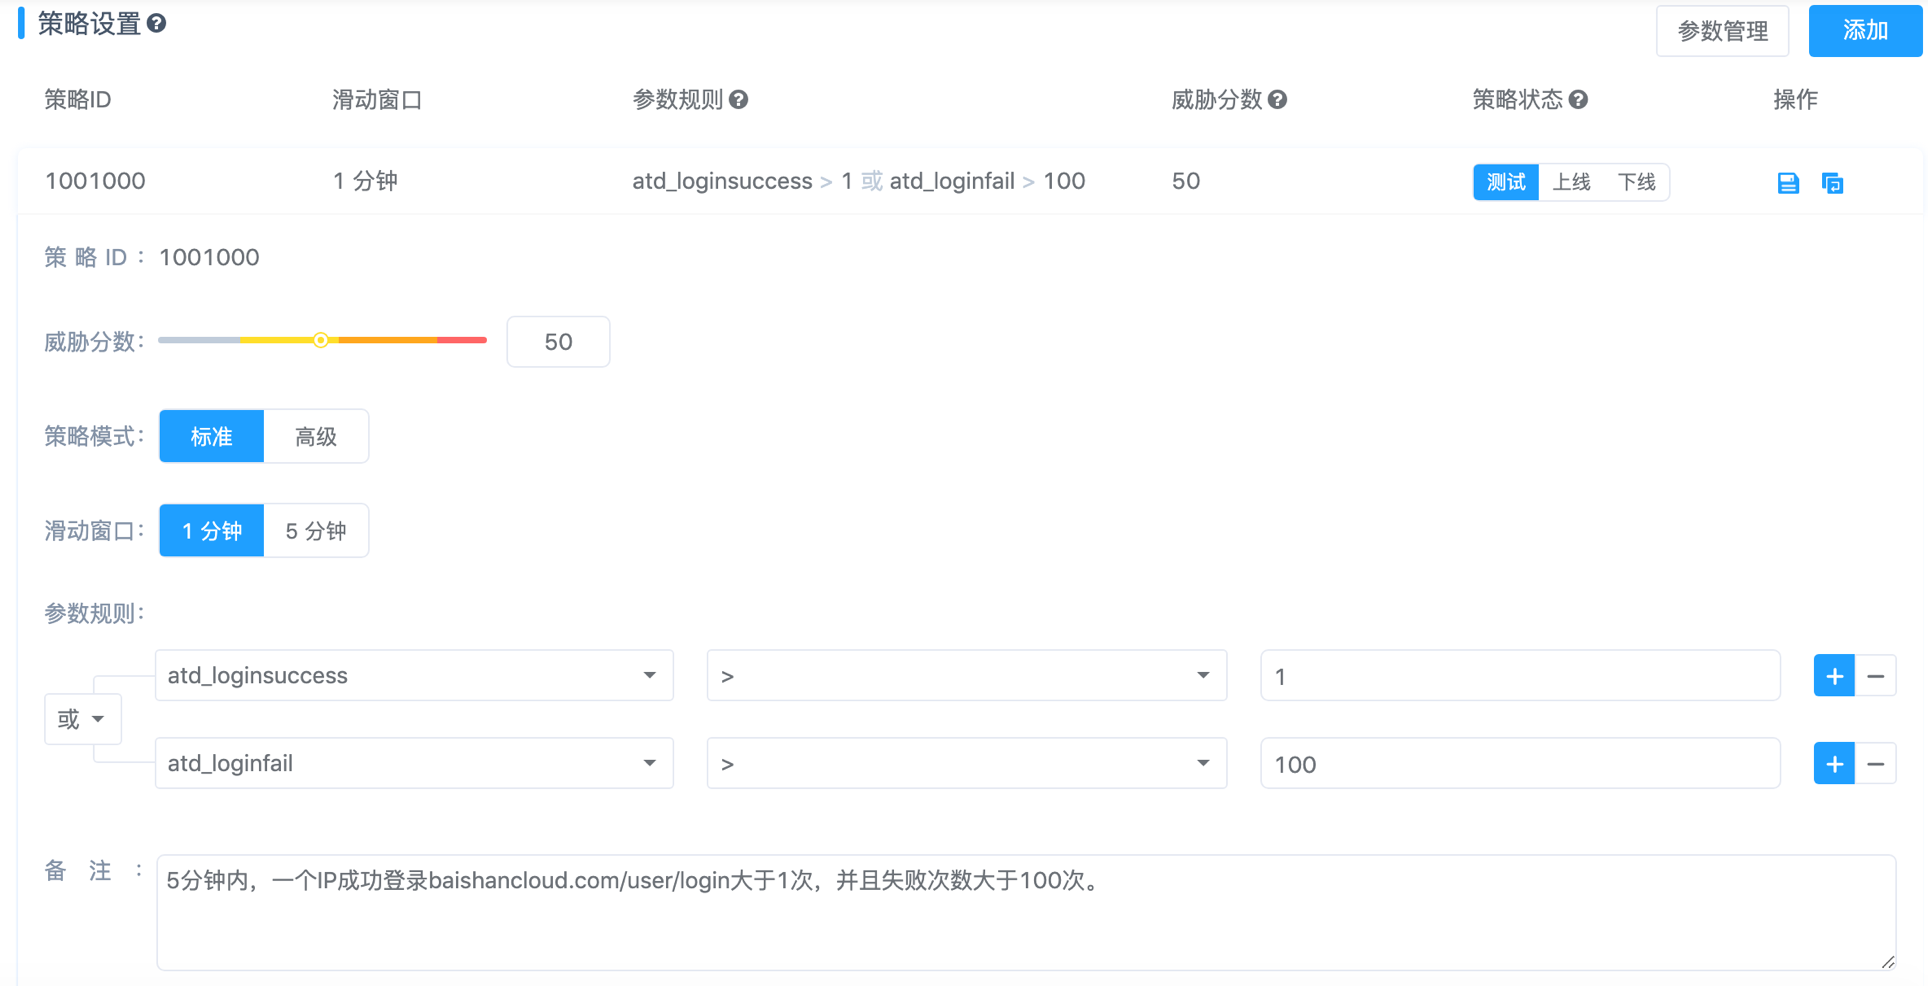 策略设置
参数管理 添加
策略ID 滑动窗口 参数规则 威胁分数 策略状态 操作
1001000 1 分钟 atd_loginsuccess > 1 或 atd_loginfail > 100 50 测试 上线 下线
策 略 ID : 1001000
威胁分数: 50
策略模式: 标准 高级
滑动窗口: 1 分钟 5 分钟
参数规则:
atd_loginsuccess > 1 + −
或
atd_loginfail > 100 + −
备 注 : 5分钟内，一个IP成功登录baishancloud.com/user/login大于1次，并且失败次数大于100次。